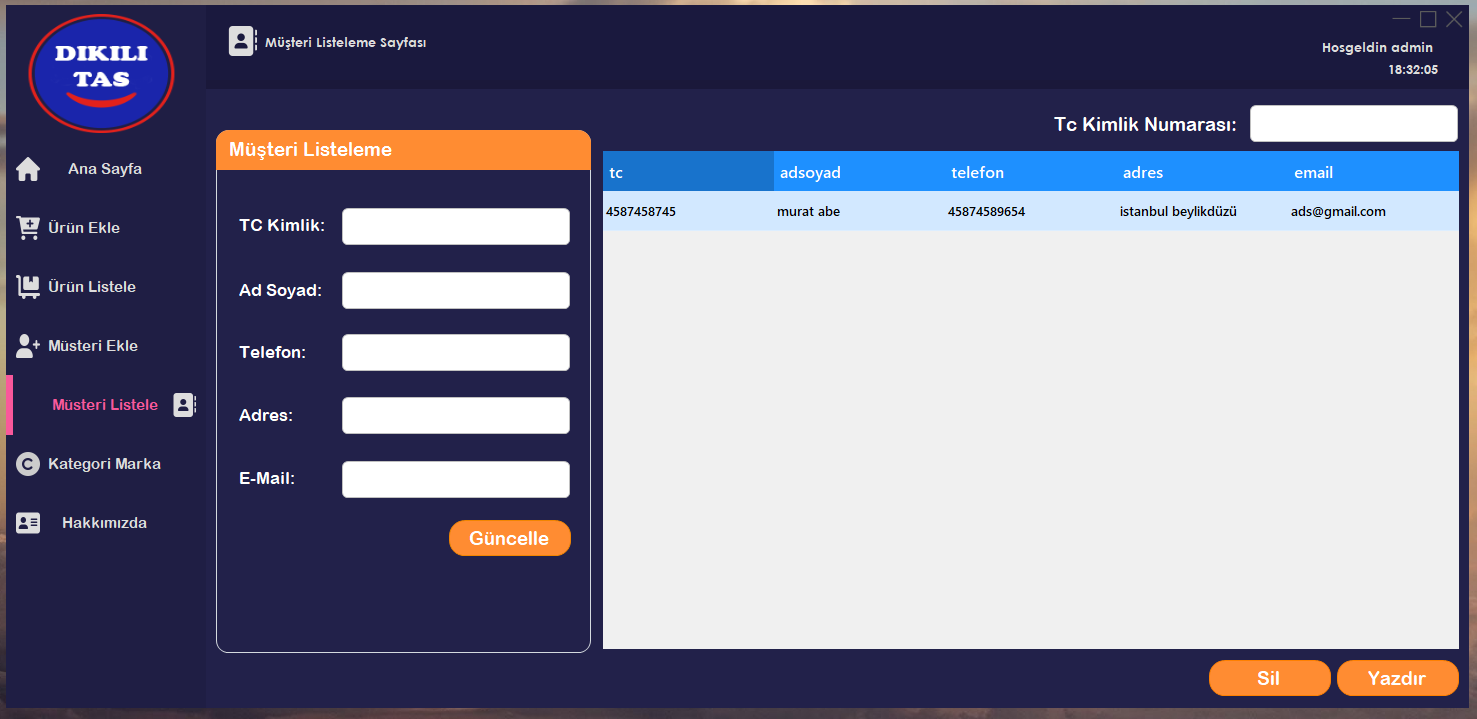 DIKILI
TAS
Ana Sayfa
Ürün Ekle
Ürün Listele
Müsteri Ekle
Müsteri Listele
Kategori Marka
Hakkımızda
Müşteri Listeleme Sayfası
Hosgeldin admin
18:32:05
Müşteri Listeleme
TC Kimlik:
Ad Soyad:
Telefon:
Adres:
E-Mail:
Güncelle
Tc Kimlik Numarası:
tc adsoyad telefon adres email
4587458745 murat abe 45874589654 istanbul beylikdüzü ads@gmail.com
Sil Yazdır